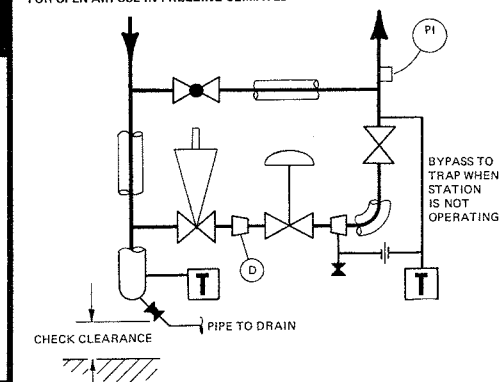 FOR OPEN AIR USE IN FREEZING CLIMATES
PI
BYPASS TO
TRAP WHEN
STATION
IS NOT
OPERATING
D
T
T
PIPE TO DRAIN
CHECK CLEARANCE